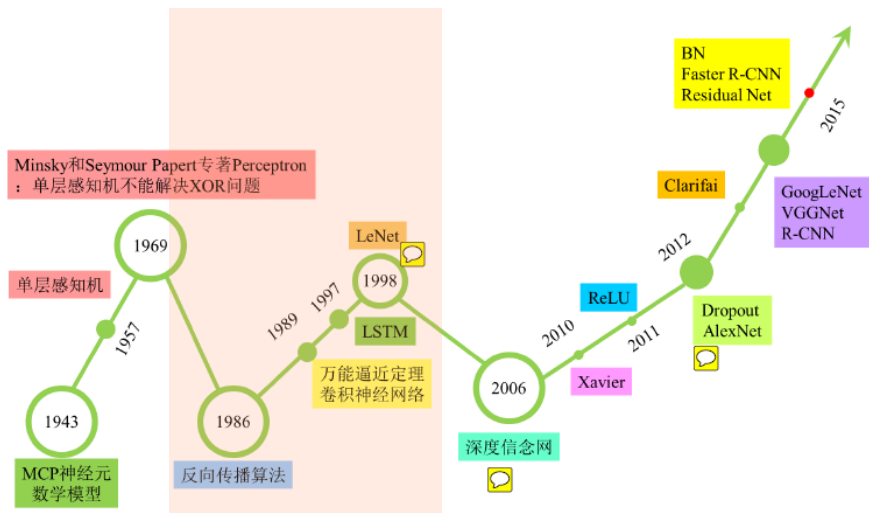 BN
Faster R-CNN
Residual Net
2015
Minsky和Seymour Papert专著Perceptron
：单层感知机不能解决XOR问题
Clarifai
GoogLeNet
VGGNet
R-CNN
1969
LeNet
2012
单层感知机
1998
1997
ReLU
1957
1989
LSTM
2010
2011
Dropout
AlexNet
万能逼近定理
卷积神经网络
Xavier
1943
1986
2006
MCP神经元
数学模型
反向传播算法
深度信念网